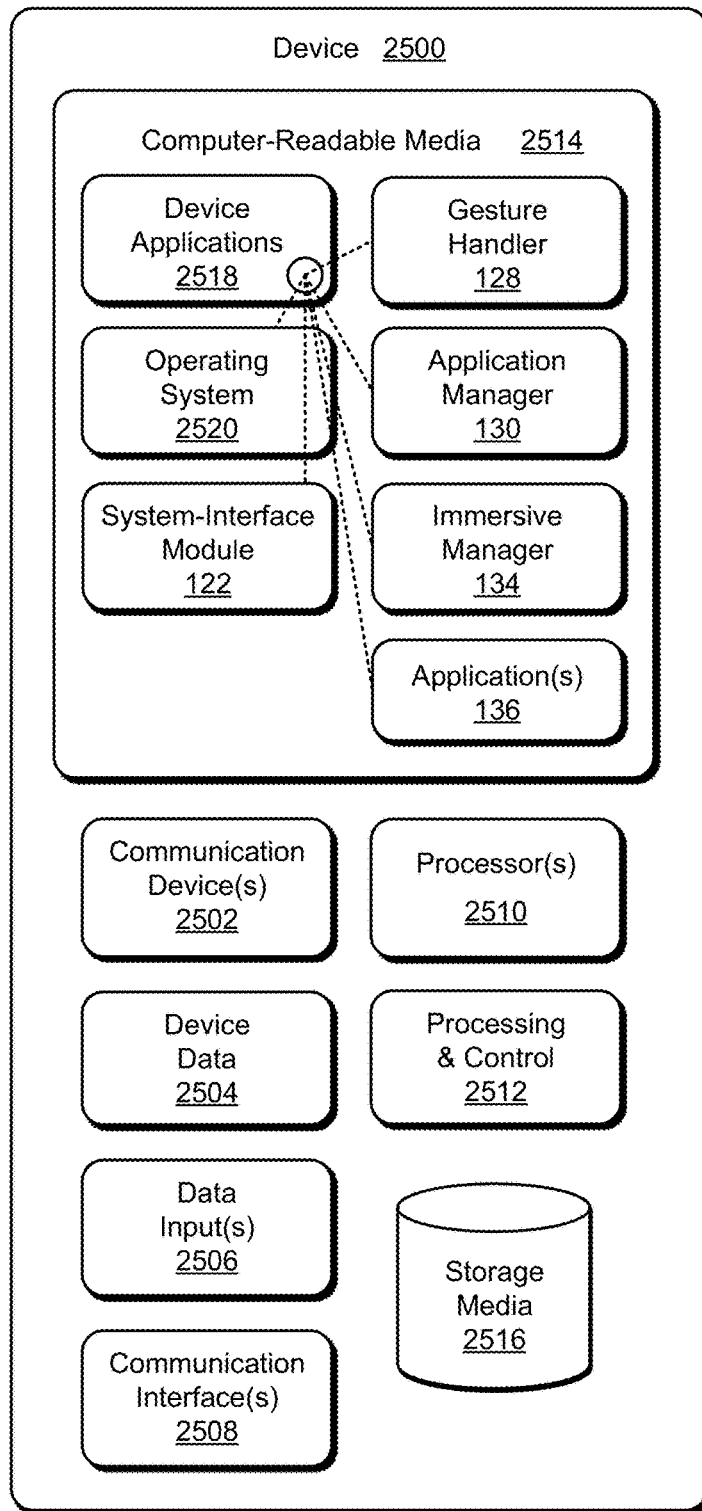 Device 2500
Computer-Readable Media 2514
Device
Applications
2518
Gesture
Handler
128
Operating
System
2520
Application
Manager
130
System-Interface
Module
122
Immersive
Manager
134
Application(s)
136
Communication
Device(s)
2502
Processor(s)
2510
Device
Data
2504
Processing
& Control
2512
Data
Input(s)
2506
Storage
Media
2516
Communication
Interface(s)
2508